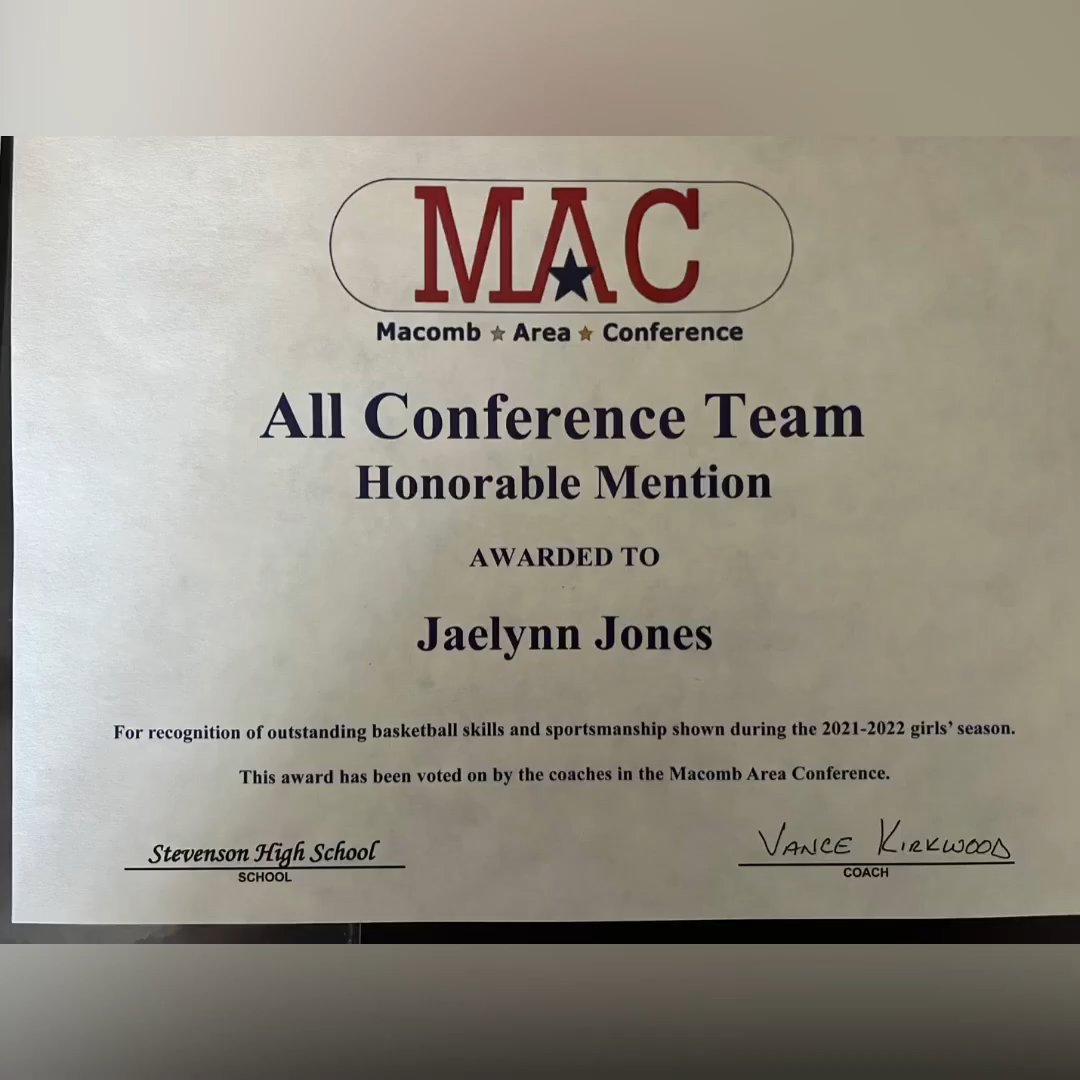 MAC
Macomb Area Conference
All Conference Team
Honorable Mention
AWARDED TO
Jaelynn Jones
For recognition of outstanding basketball skills and sportsmanship shown during the 2021-2022 girls' season.
This award has been voted on by the coaches in the Macomb Area Conference.
Stevenson High School
SCHOOL
VANCE KIRKWOOD
COACH